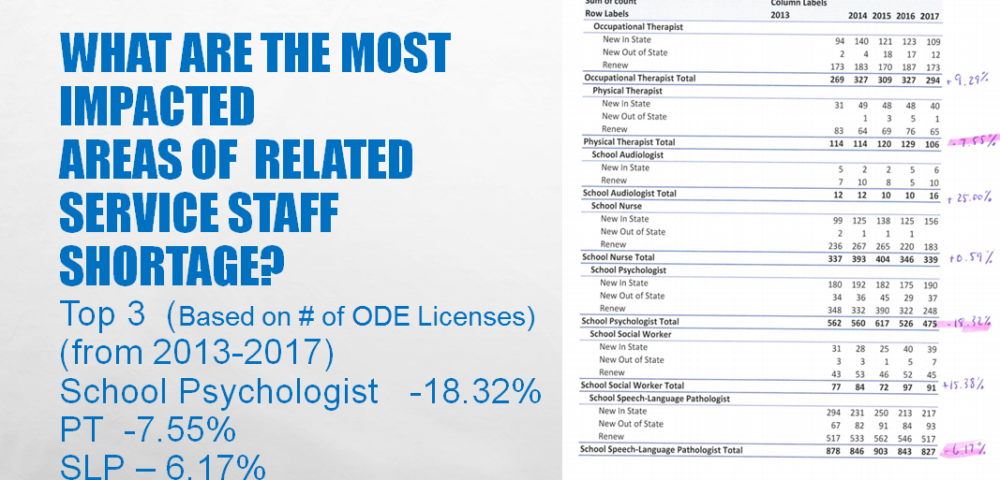 WHAT ARE THE MOST
IMPACTED
AREAS OF RELATED
SERVICE STAFF
SHORTAGE?
Top 3 (Based on # of ODE Licenses)
(from 2013-2017)
School Psychologist -18.32%
PT -7.55%
SLP – 6.17%
Sum of count Column Labels
Row Labels 2013 2014 2015 2016 2017
Occupational Therapist
New In State 94 140 121 123 109
New Out of State 2 4 18 17 12
Renew 173 183 170 187 173
Occupational Therapist Total 269 327 309 327 294 +9.29%
Physical Therapist
New In State 31 49 48 48 40
New Out of State 1 3 5 1
Renew 83 64 69 76 65
Physical Therapist Total 114 114 120 129 106 -7.55%
School Audiologist
New In State 5 2 2 5 6
Renew 7 10 8 5 10
School Audiologist Total 12 12 10 10 16 +25.00%
School Nurse
New In State 99 125 138 125 156
New Out of State 2 1 1 1
Renew 236 267 265 220 183
School Nurse Total 337 393 404 346 339 +0.59%
School Psychologist
New In State 180 192 182 175 190
New Out of State 34 36 45 29 37
Renew 348 332 390 322 248
School Psychologist Total 562 560 617 526 475 -18.32%
School Social Worker
New In State 31 28 25 40 39
New Out of State 3 3 1 5 7
Renew 43 53 46 52 45
School Social Worker Total 77 84 72 97 91 +15.38%
School Speech-Language Pathologist
New In State 294 231 250 213 217
New Out of State 67 82 91 84 93
Renew 517 533 562 546 517
School Speech-Language Pathologist Total 878 846 903 843 827 -6.17%